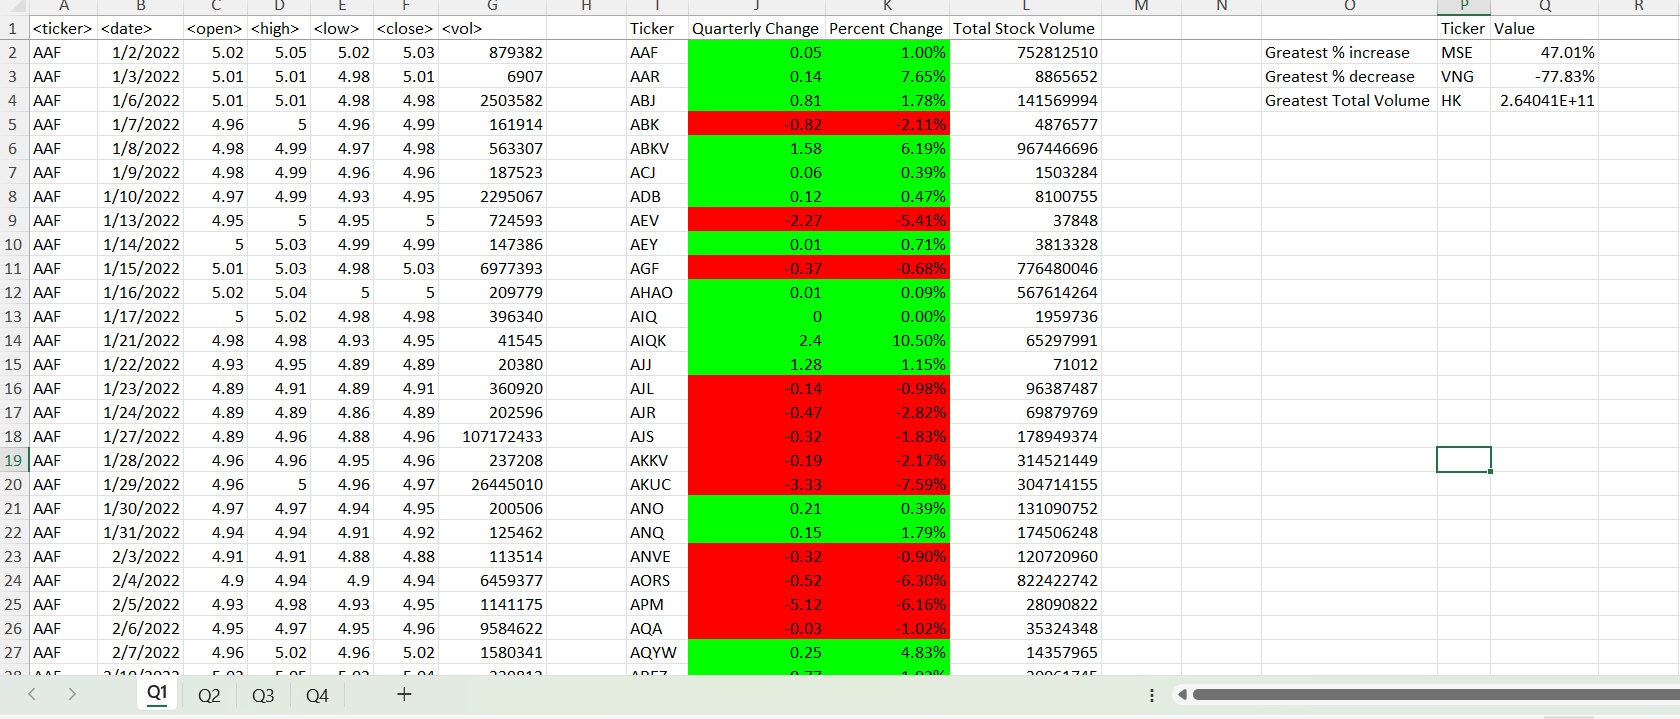 A B C D E F G H I J K L M N O P Q R
1 <ticker> <date> <open> <high> <low> <close> <vol> Ticker Quarterly Change Percent Change Total Stock Volume Ticker Value
2 AAF 1/2/2022 5.02 5.05 5.02 5.03 879382 AAF 0.05 1.00% 752812510 Greatest % increase MSE 47.01%
3 AAF 1/3/2022 5.01 5.01 4.98 5.01 6907 AAR 0.14 7.65% 8865652 Greatest % decrease VNG -77.83%
4 AAF 1/6/2022 5.01 5.01 4.98 4.98 2503582 ABJ 0.81 1.78% 141569994 Greatest Total Volume HK 2.64041E+11
5 AAF 1/7/2022 4.96 5 4.96 4.99 161914 ABK -0.82 -2.11% 4876577
6 AAF 1/8/2022 4.98 4.99 4.97 4.98 563307 ABKV 1.58 6.19% 967446696
7 AAF 1/9/2022 4.98 4.99 4.96 4.96 187523 ACJ 0.06 0.39% 1503284
8 AAF 1/10/2022 4.97 4.99 4.93 4.95 2295067 ADB 0.12 0.47% 8100755
9 AAF 1/13/2022 4.95 5 4.95 5 724593 AEV -2.27 -5.41% 37848
10 AAF 1/14/2022 5 5.03 4.99 4.99 147386 AEY 0.01 0.71% 3813328
11 AAF 1/15/2022 5.01 5.03 4.98 5.03 6977393 AGF -0.37 -0.68% 776480046
12 AAF 1/16/2022 5.02 5.04 5 5 209779 AHAO 0.01 0.09% 567614264
13 AAF 1/17/2022 5 5.02 4.98 4.98 396340 AIQ 0 0.00% 1959736
14 AAF 1/21/2022 4.98 4.98 4.93 4.95 41545 AIQK 2.4 10.50% 65297991
15 AAF 1/22/2022 4.93 4.95 4.89 4.89 20380 AJJ 1.28 1.15% 71012
16 AAF 1/23/2022 4.89 4.91 4.89 4.91 360920 AJL -0.14 -0.98% 96387487
17 AAF 1/24/2022 4.89 4.89 4.86 4.89 202596 AJR -0.47 -2.82% 69879769
18 AAF 1/27/2022 4.89 4.96 4.88 4.96 107172433 AJS -0.32 -1.83% 178949374
19 AAF 1/28/2022 4.96 4.96 4.95 4.96 237208 AKKV -0.19 -2.17% 314521449
20 AAF 1/29/2022 4.96 5 4.96 4.97 26445010 AKUC -3.33 -7.59% 304714155
21 AAF 1/30/2022 4.97 4.97 4.94 4.95 200506 ANO 0.21 0.39% 131090752
22 AAF 1/31/2022 4.94 4.94 4.91 4.92 125462 ANQ 0.15 1.79% 174506248
23 AAF 2/3/2022 4.91 4.91 4.88 4.88 113514 ANVE -0.32 -0.90% 120720960
24 AAF 2/4/2022 4.9 4.94 4.9 4.94 6459377 AORS -0.52 -6.30% 822422742
25 AAF 2/5/2022 4.93 4.98 4.93 4.95 1141175 APM -5.12 -6.16% 28090822
26 AAF 2/6/2022 4.95 4.97 4.95 4.96 9584622 AQA -0.03 -1.02% 35324348
27 AAF 2/7/2022 4.96 5.02 4.96 5.02 1580341 AQYW 0.25 4.83% 14357965
Q1 Q2 Q3 Q4 +